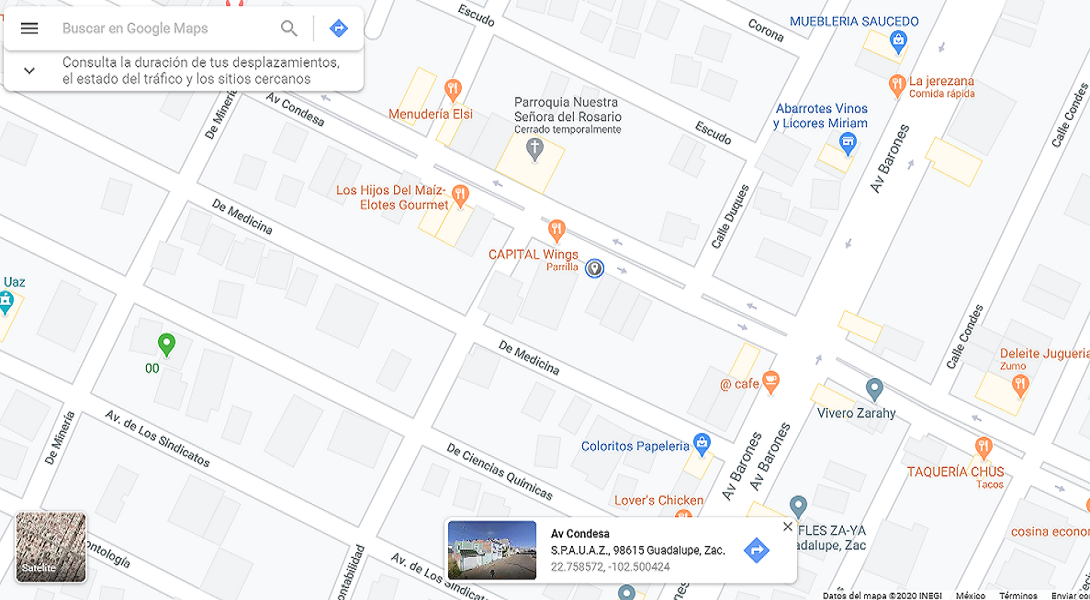 Buscar en Google Maps
Consulta la duración de tus desplazamientos,
el estado del tráfico y los sitios cercanos
Escudo
Corona
MUEBLERIA SAUCEDO
La jerezana
Comida rápida
Calle Condes
De Minería
Av Condesa
Menudería Elsi
Parroquia Nuestra
Señora del Rosario
Cerrado temporalmente
Escudo
Abarrotes Vinos
y Licores Miriam
Av Barones
Los Hijos Del Maíz-
Elotes Gourmet
De Medicina
Calle Duques
CAPITAL Wings
Parrilla
Uaz
00
De Medicina
Calle Condes
Deleite Jugueria
Zumo
@ cafe
Vivero Zarahy
De Minería
Av. de Los Sindicatos
Coloritos Papeleria
De Ciencias Químicas
Av Barones
Av Barones
TAQUERÍA CHUS
Tacos
Lover's Chicken
FLES ZA-YA
adalupe, Zac
cosina econo
Satélite
ontología
ontabilidad
Av. de Los
Av Condesa
S.P.A.U.A.Z., 98615 Guadalupe, Zac.
22.758572, -102.500424
nes
Datos del mapa ©2020 INEGI México Términos Enviar co